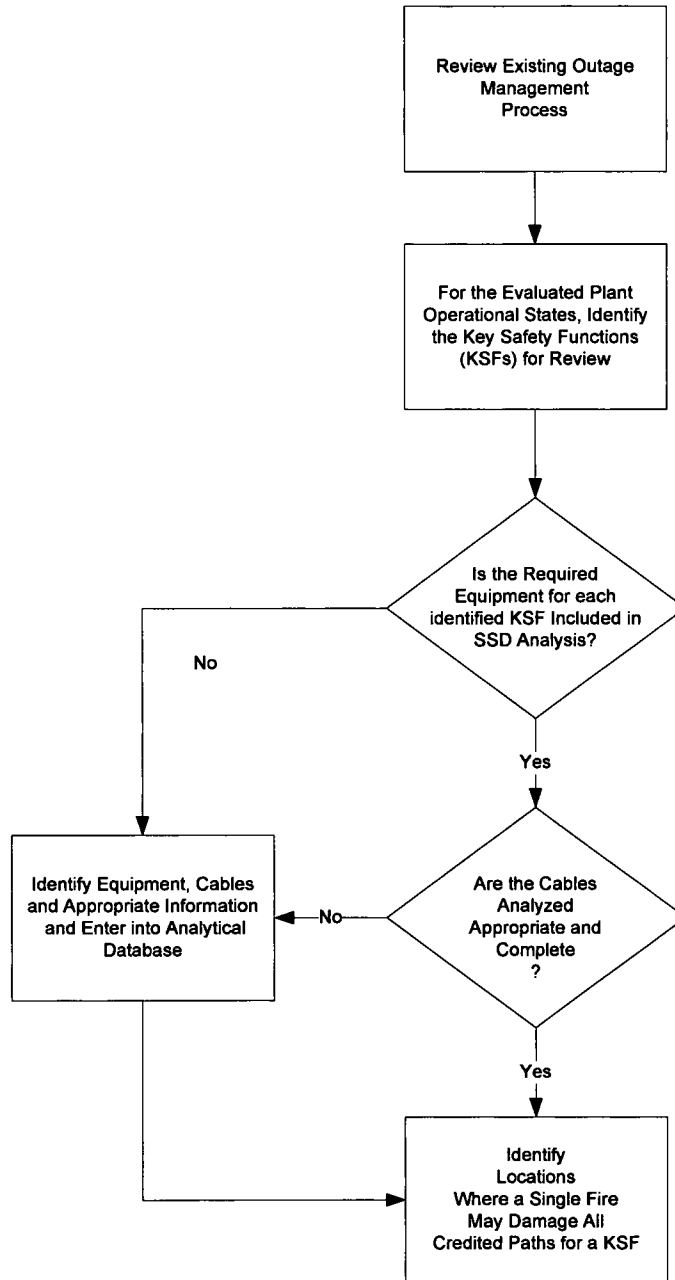 Review Existing Outage
Management
Process
For the Evaluated Plant
Operational States, Identify
the Key Safety Functions
(KSFs) for Review
Is the Required
Equipment for each
identified KSF Included in
SSD Analysis?
No
Yes
Identify Equipment, Cables
and Appropriate Information
and Enter into Analytical
Database
No
Are the Cables
Analyzed
Appropriate and
Complete
?
Yes
Identify
Locations
Where a Single Fire
May Damage All
Credited Paths for a KSF